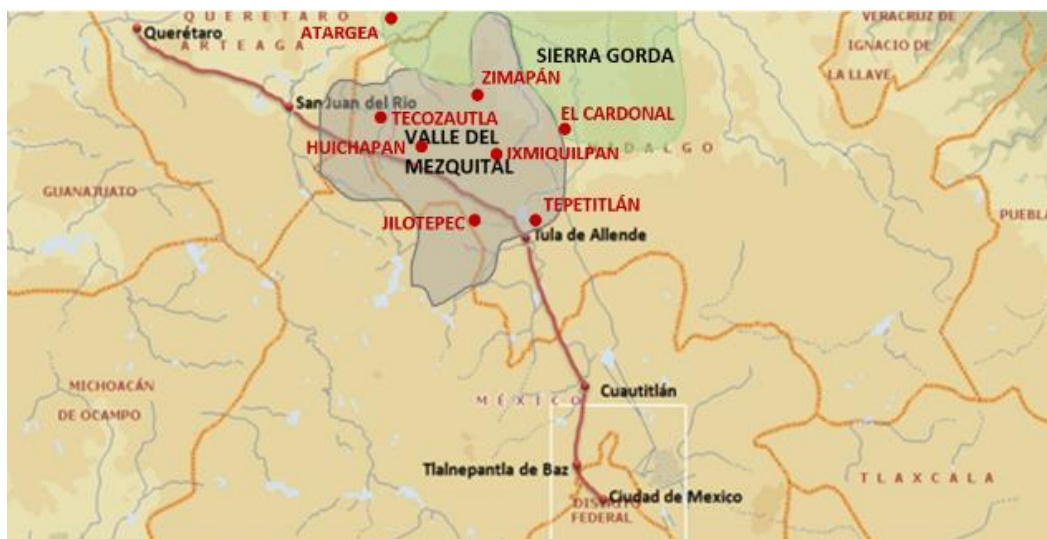 QUERÉTARO
ATARGEA
Querétaro
ARTEAGA
SIERRA GORDA
VERACRUZ DE
IGNACIO DE
LA LLAVE
ZIMAPÁN
San Juan del Rio
TECOZAUTLA
EL CARDONAL
VALLE DEL
MEZQUITAL
HUICHAPAN
IXMIQUILPAN
HIDALGO
GUANAJUATO
JILOTEPEC
TEPETITLÁN
PUEBLA
Tula de Allende
MICHOACÁN
DE OCAMPO
MÉXICO
Cuautitlán
Tlalnepantla de Baz
TLAXCALA
Ciudad de Mexico
DISTRITO
FEDERAL